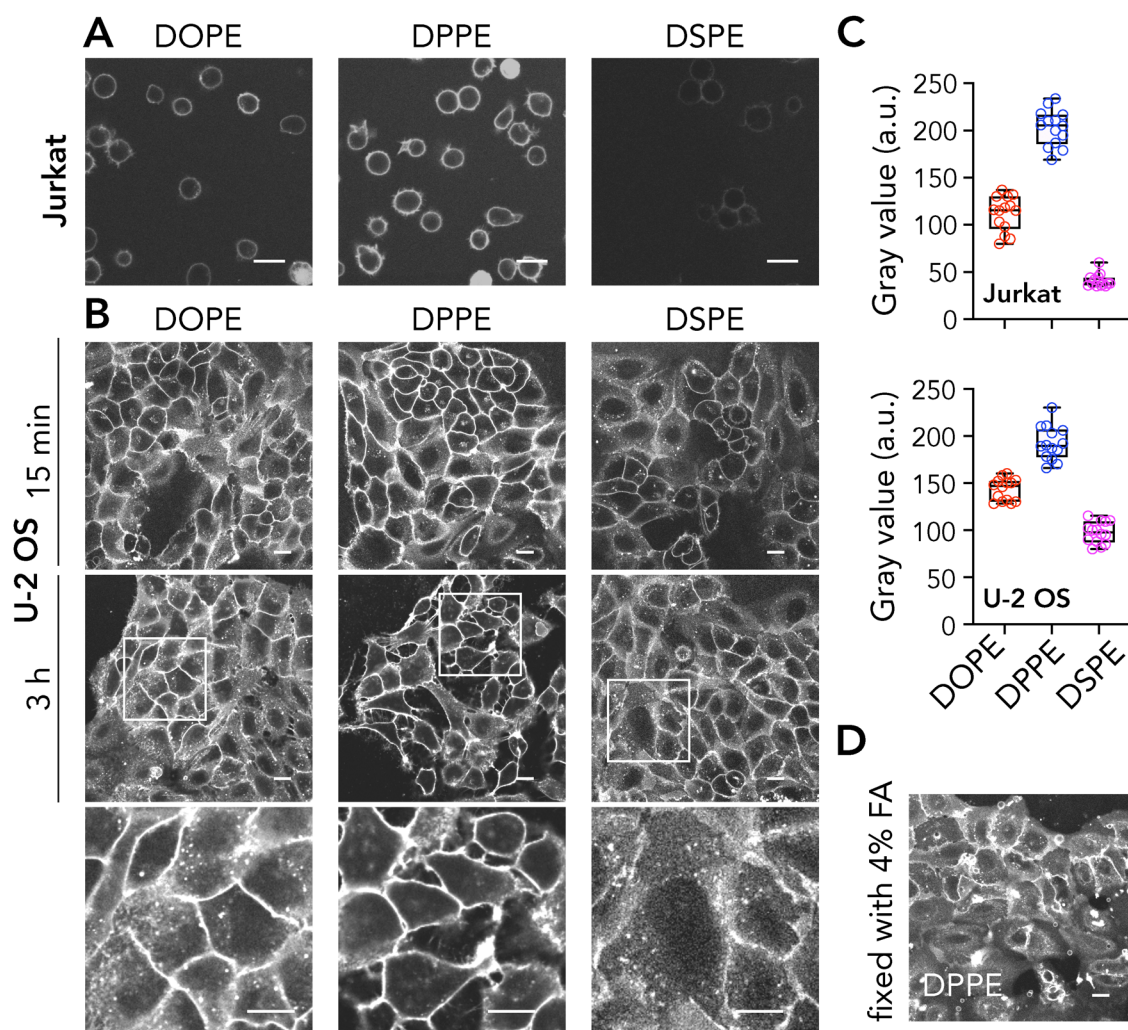 A
DOPE
DPPE
DSPE
Jurkat
B
DOPE
DPPE
DSPE
U-2 OS
15 min
3 h
C
Gray value (a.u.)
250
200
150
100
50
0
Jurkat
Gray value (a.u.)
250
200
150
100
50
0
U-2 OS
DOPE
DPPE
DSPE
D
fixed with 4% FA
DPPE